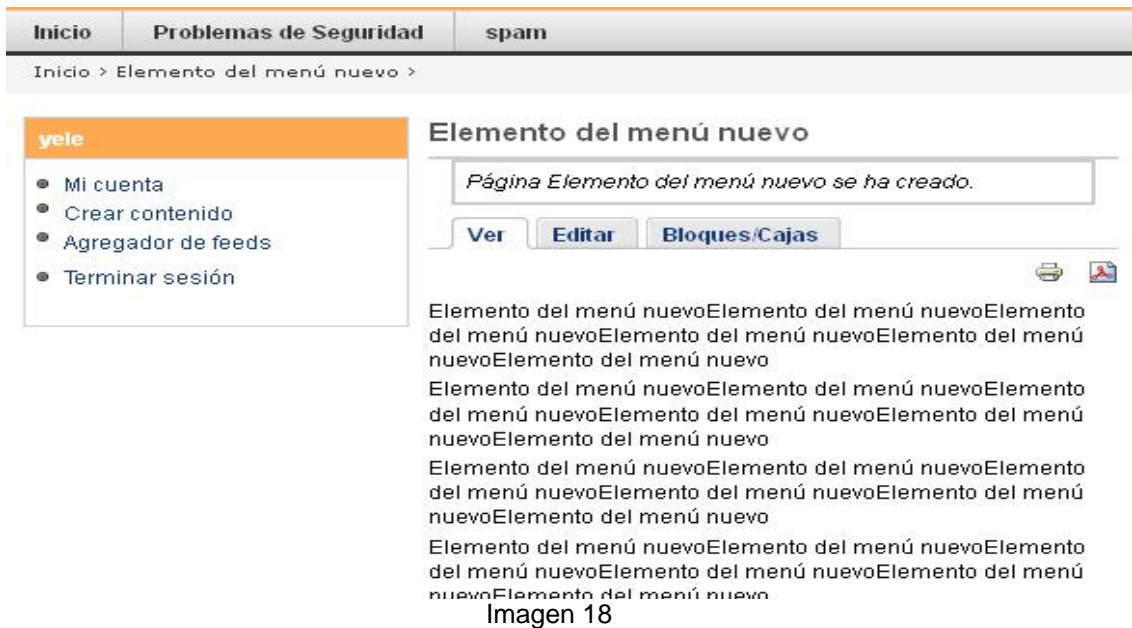 Inicio Problemas de Seguridad spam
Inicio > Elemento del menú nuevo >
yele
Mi cuenta
Crear contenido
Agregador de feeds
Terminar sesión
Elemento del menú nuevo
Página Elemento del menú nuevo se ha creado.
Ver Editar Bloques/Cajas
Elemento del menú nuevoElemento del menú nuevoElemento
del menú nuevoElemento del menú nuevoElemento del menú
nuevoElemento del menú nuevo
Elemento del menú nuevoElemento del menú nuevoElemento
del menú nuevoElemento del menú nuevoElemento del menú
nuevoElemento del menú nuevo
Elemento del menú nuevoElemento del menú nuevoElemento
del menú nuevoElemento del menú nuevoElemento del menú
nuevoElemento del menú nuevo
Elemento del menú nuevoElemento del menú nuevoElemento
del menú nuevoElemento del menú nuevoElemento del menú
nuevoElemento del menú nuevo
Imagen 18